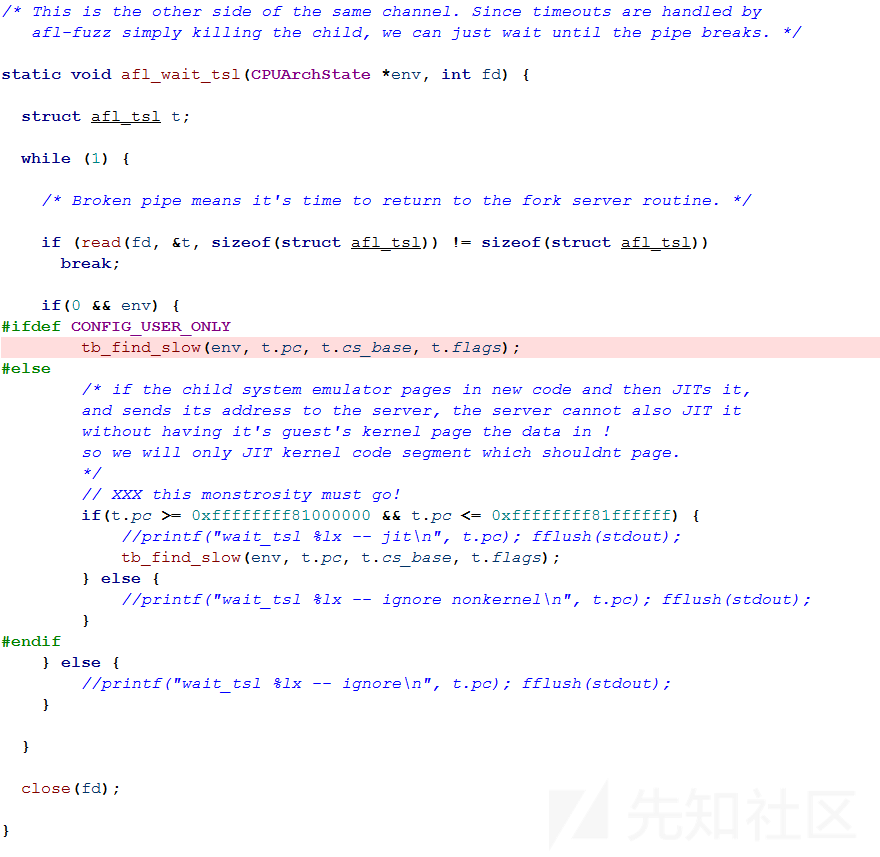 /* This is the other side of the same channel. Since timeouts are handled by
   afl-fuzz simply killing the child, we can just wait until the pipe breaks. */
static void afl_wait_tsl(CPUArchState *env, int fd) {
  struct afl_tsl t;
  while (1) {
    /* Broken pipe means it's time to return to the fork server routine. */
    if (read(fd, &t, sizeof(struct afl_tsl)) != sizeof(struct afl_tsl))
      break;
    if(0 && env) {
#ifdef CONFIG_USER_ONLY
        tb_find_slow(env, t.pc, t.cs_base, t.flags);
#else
        /* if the child system emulator pages in new code and then JITs it,
        and sends its address to the server, the server cannot also JIT it
        without having it's guest's kernel page the data in !
        so we will only JIT kernel code segment which shouldnt page.
        */
        // XXX this monstrosity must go!
        if(t.pc >= 0xffffffff81000000 && t.pc <= 0xffffffff81ffffff) {
            //printf("wait_tsl %lx -- jit\n", t.pc); fflush(stdout);
            tb_find_slow(env, t.pc, t.cs_base, t.flags);
        } else {
            //printf("wait_tsl %lx -- ignore nonkernel\n", t.pc); fflush(stdout);
        }
#endif
    } else {
        //printf("wait_tsl %lx -- ignore\n", t.pc); fflush(stdout);
    }
  }
  close(fd);
}
先知社区